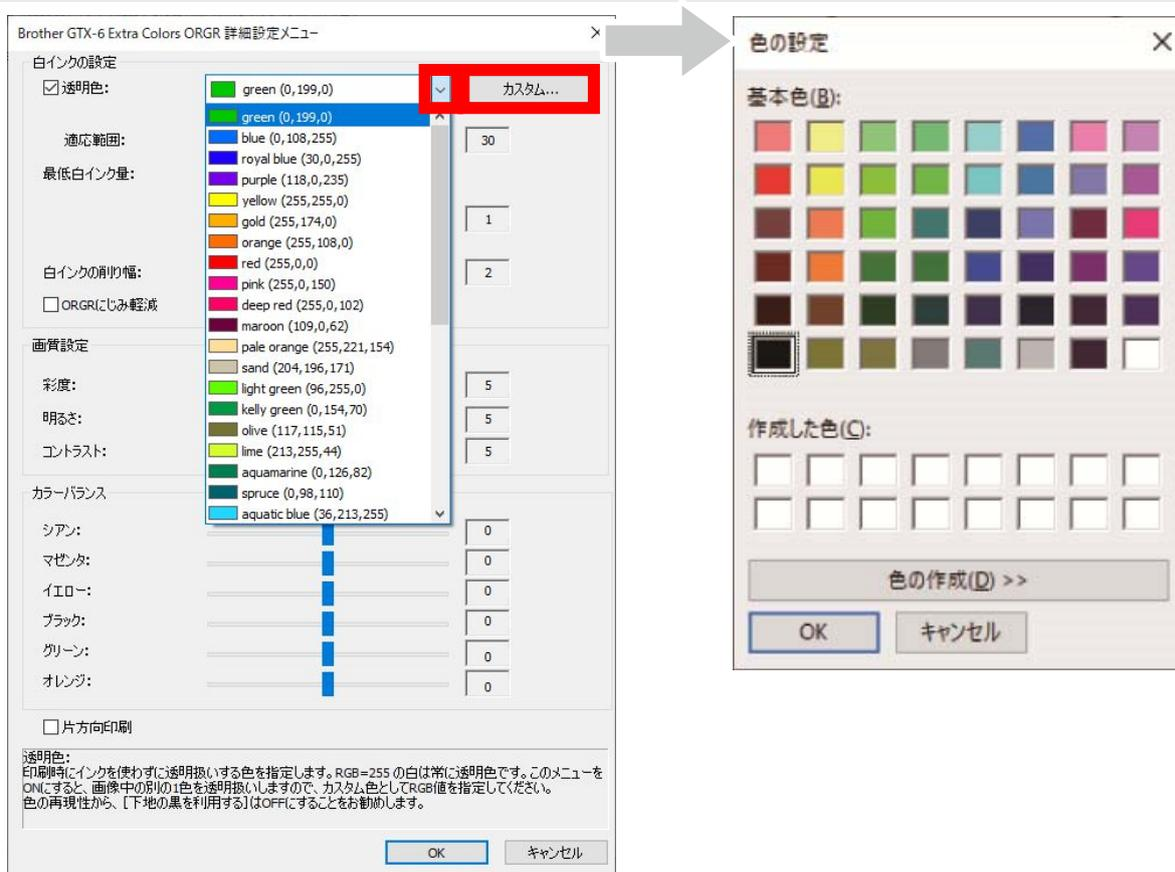 Brother GTX-6 Extra Colors ORGR 詳細設定メニュー
白インクの設定
透明色:
green (0,199,0)
カスタム...
green (0,199,0)
blue (0,108,255)
royal blue (30,0,255)
purple (118,0,235)
yellow (255,255,0)
gold (255,174,0)
orange (255,108,0)
red (255,0,0)
pink (255,0,150)
deep red (255,0,102)
maroon (109,0,62)
pale orange (255,221,154)
sand (204,196,171)
light green (96,255,0)
kelly green (0,154,70)
olive (117,115,51)
lime (213,255,44)
aquamarine (0,126,82)
spruce (0,98,110)
aquatic blue (36,213,255)
適応範囲:
30
最低白インク量:
1
白インクの削り幅:
2
ORGRにじみ軽減
画質設定
彩度:
5
明るさ:
5
コントラスト:
5
カラーバランス
シアン:
0
マゼンタ:
0
イエロー:
0
ブラック:
0
グリーン:
0
オレンジ:
0
片方向印刷
透明色:
印刷時にインクを使わずに透明扱いする色を指定します。RGB=255 の白は常に透明色です。このメニューを
ONにすると、画像中の別の1色を透明扱いしますので、カスタム色としてRGB値を指定してください。
色の再現性から、[下地の黒を利用する]はOFFにすることをお勧めします。
OK
キャンセル
色の設定
基本色(B):
作成した色(C):
色の作成(D) >>
OK
キャンセル